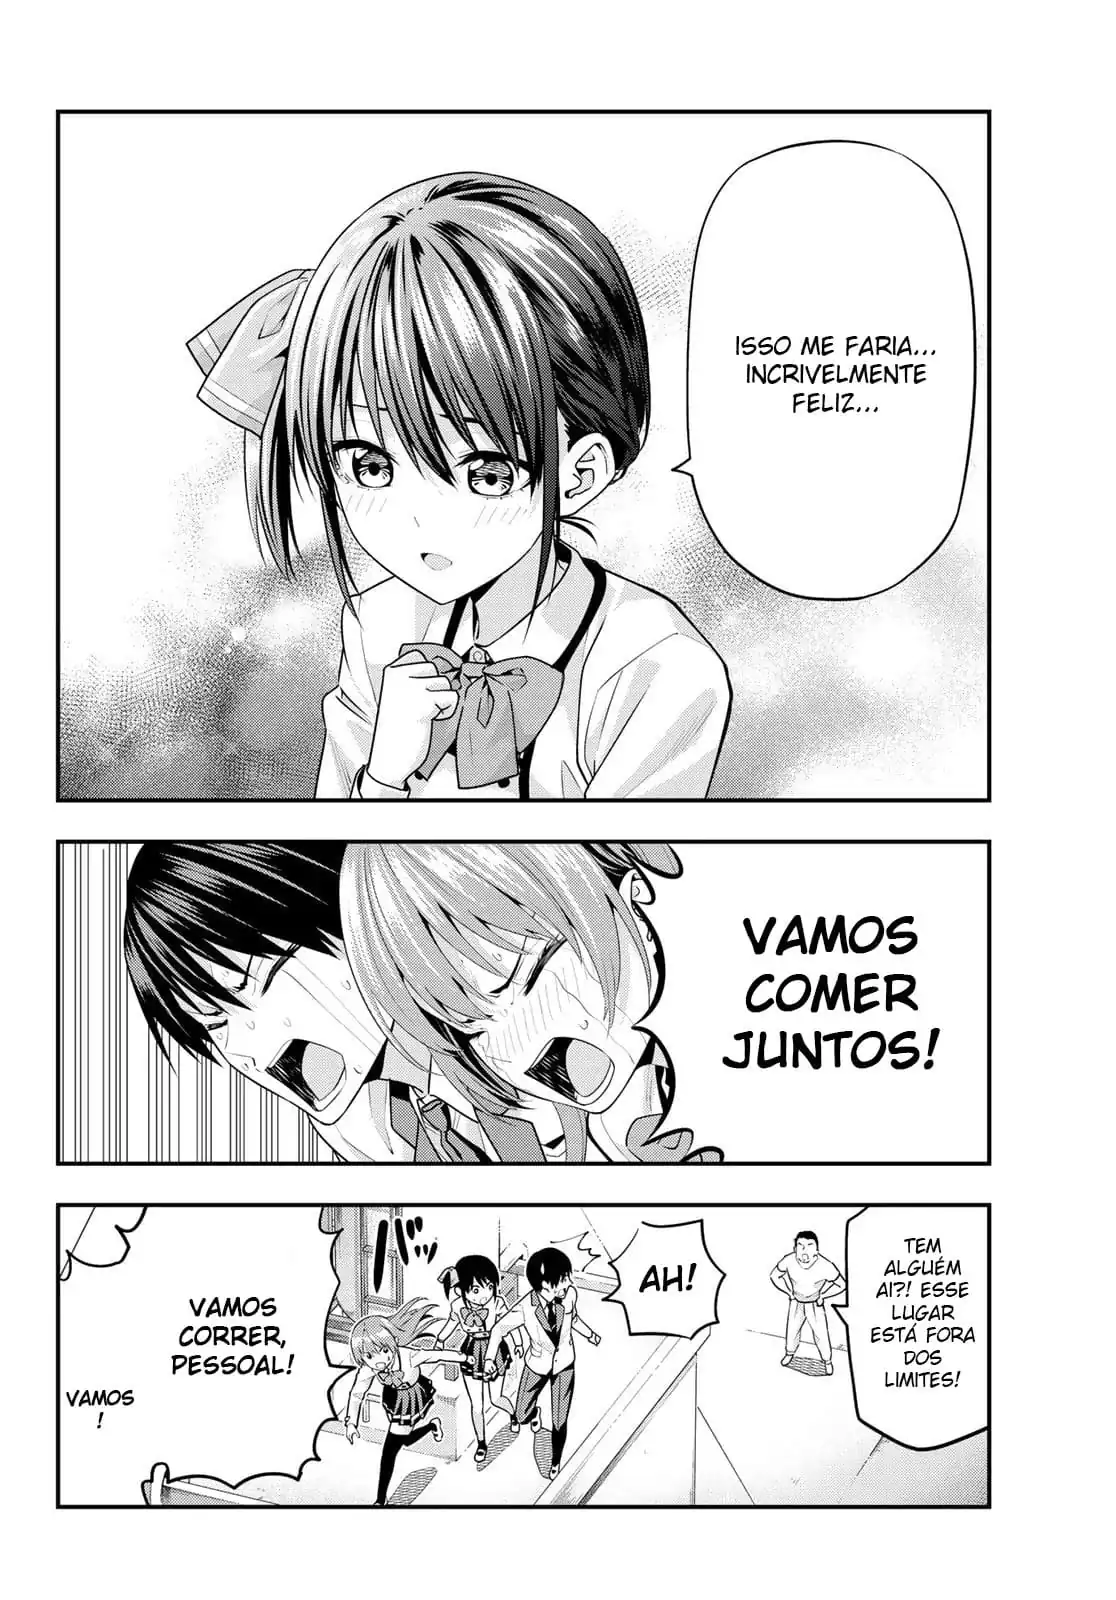 ISSO ME FARIA...
INCRIVELMENTE
FELIZ...
VAMOS
COMER
JUNTOS!
TEM
ALGUÉM
AI?! ESSE
LUGAR
ESTÁ FORA
DOS
LIMITES!
AH!
VAMOS
CORRER,
PESSOAL!
VAMOS
!